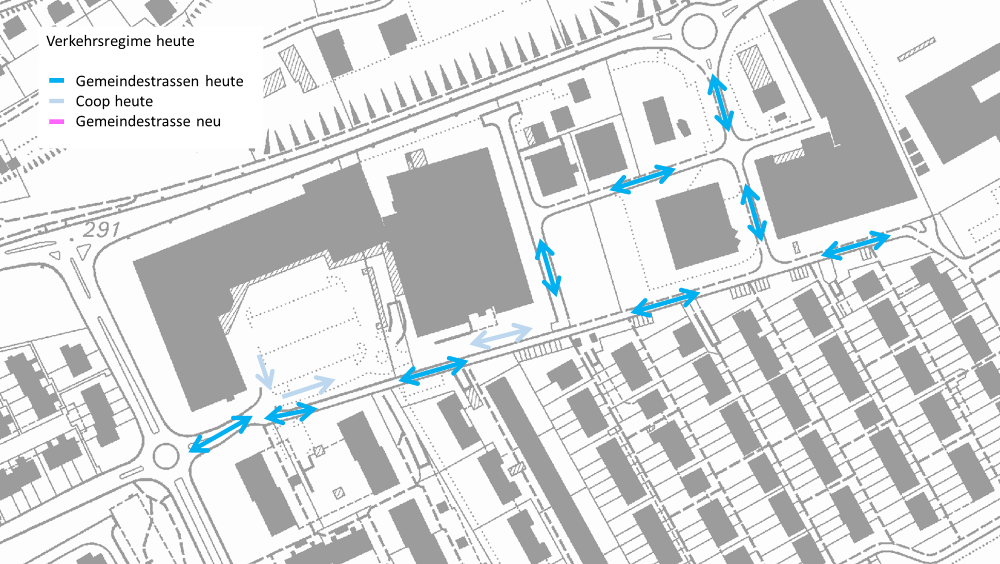 Verkehrsregime heute
Gemeindestrassen heute
Coop heute
Gemeindestrasse neu
291